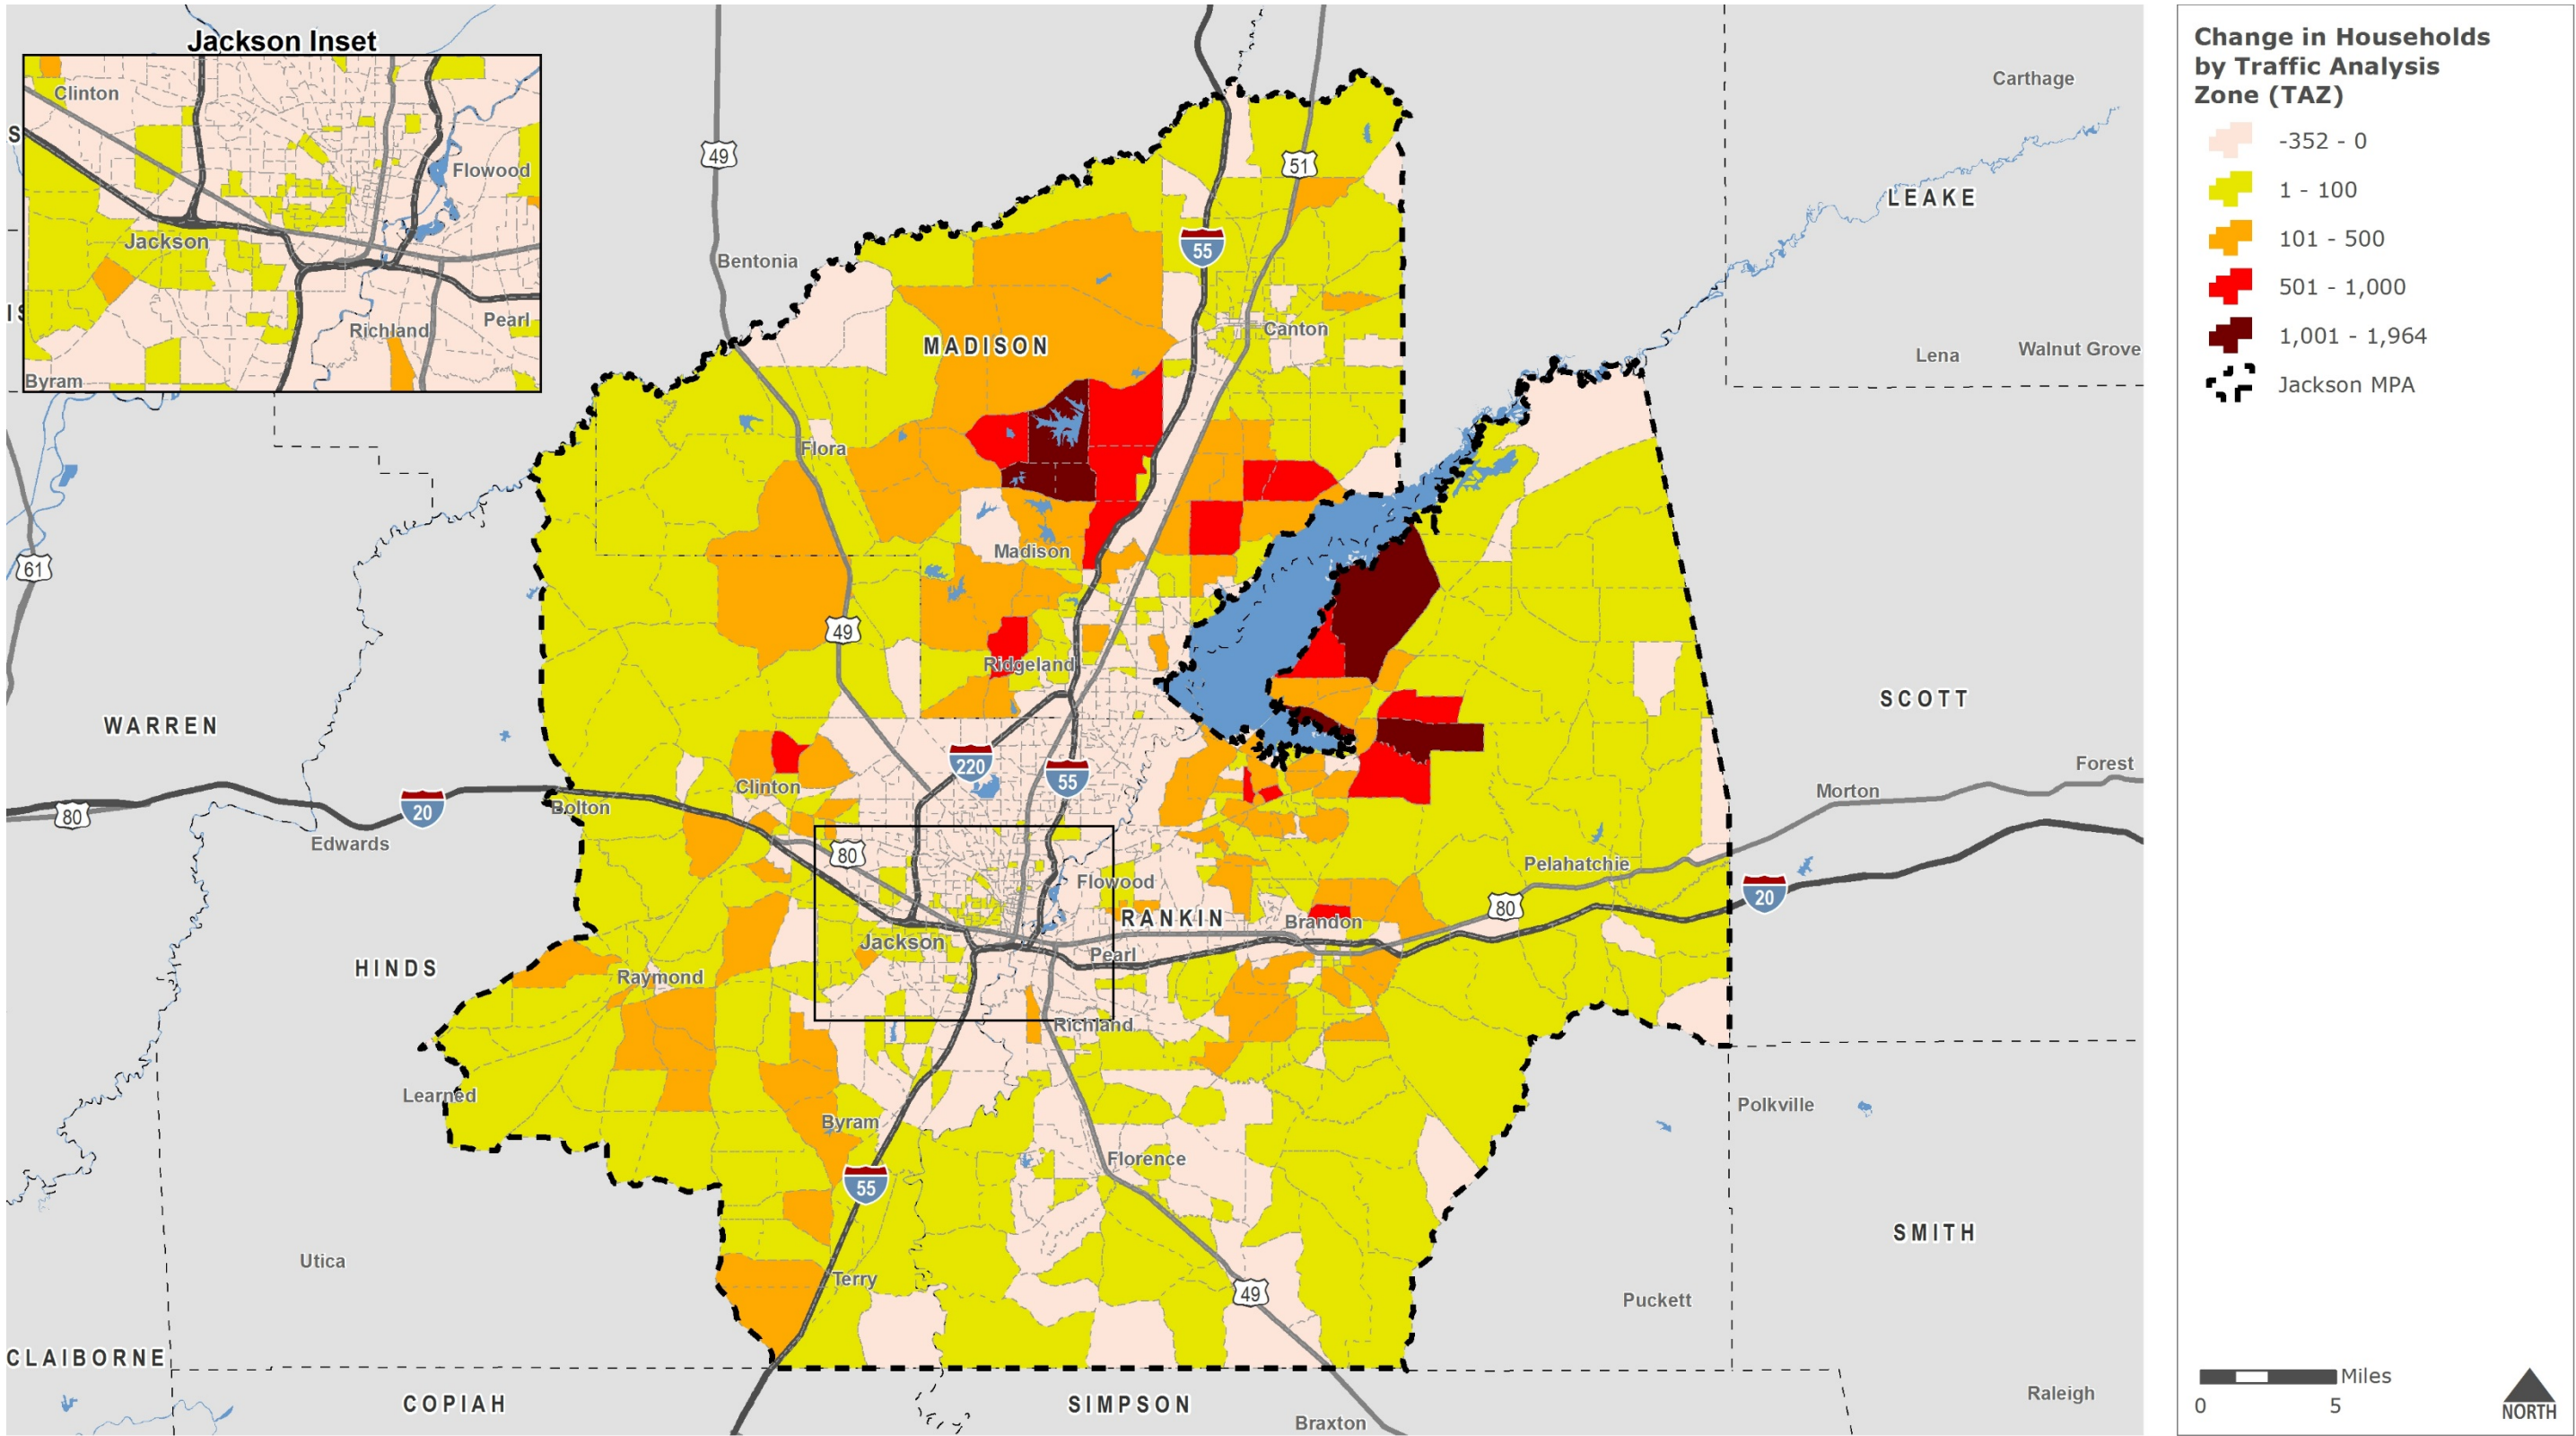 Jackson Inset
Clinton
Flowood
Jackson
Richland
Pearl
Byram
S
IS
49
51
55
Carthage
LEAKE
Bentonia
MADISON
Canton
Lena
Walnut Grove
Flora
61
Madison
49
Ridgeland
WARREN
SCOTT
220
55
Clinton
Forest
Morton
80
20
Bolton
Edwards
80
Pelahatchie
Flowood
20
80
RANKIN
Brandon
Jackson
Pearl
HINDS
Raymond
Richland
Learned
Polkville
Byram
Florence
55
SMITH
Utica
Terry
49
Puckett
CLAIBORNE
COPIAH
SIMPSON
Braxton
Raleigh
Change in Households
by Traffic Analysis
Zone (TAZ)
-352 - 0
1 - 100
101 - 500
501 - 1,000
1,001 - 1,964
Jackson MPA
Miles
0 5
NORTH